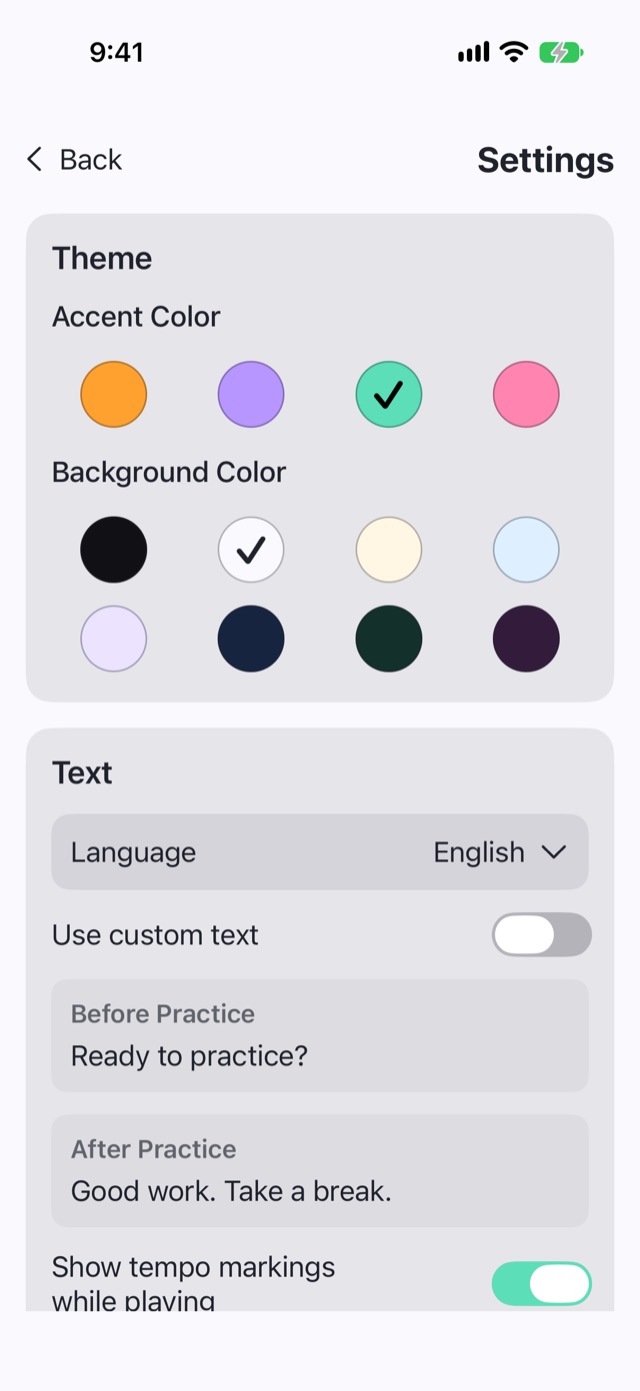 9:41
Back
Settings
Theme
Accent Color
Background Color
Text
Language
English
Use custom text
Before Practice
Ready to practice?
After Practice
Good work. Take a break.
Show tempo markings
while playing